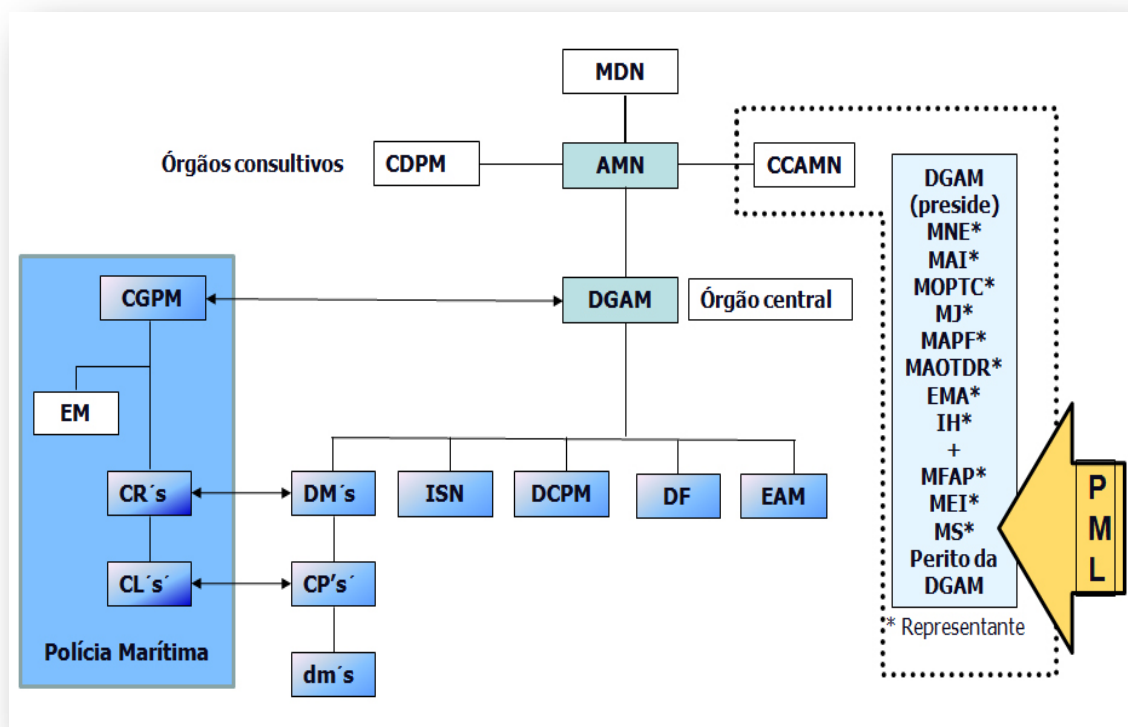 MDN
Órgãos consultivos
CDPM
AMN
CCAMN
DGAM
(preside)
MNE*
MAI*
MOPTC*
MJ*
MAPF*
MAOTDR*
EMA*
IH*
+
MFAP*
MEI*
MS*
Perito da
DGAM
* Representante
P
M
L
CGPM
DGAM
Órgão central
EM
CR´s
DM´s
ISN
DCPM
DF
EAM
CL´s´
CP’s´
Polícia Marítima
dm´s